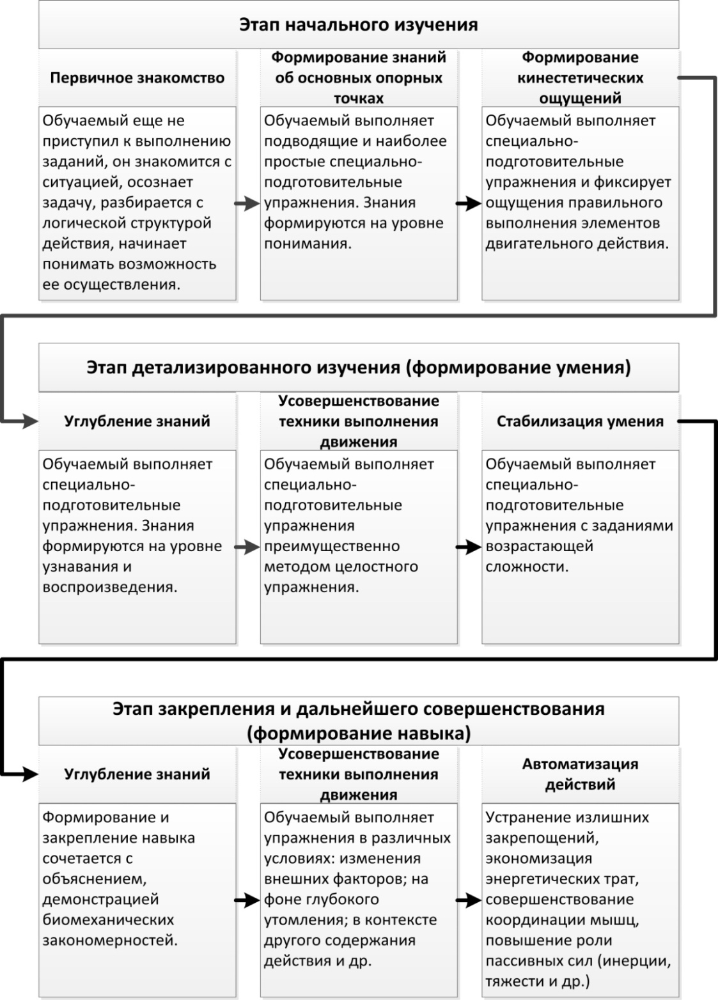 Этап начального изучения
Первичное знакомство
Обучаемый еще не
приступил к выполнению
заданий, он знакомится с
ситуацией, осознает
задачу, разбирается с
логической структурой
действия, начинает
понимать возможность
ее осуществления.
Формирование знаний
об основных опорных
точках
Обучаемый выполняет
подводящие и наиболее
простые специально-
подготовительные
упражнения. Знания
формируются на уровне
понимания.
Формирование
кинестетических
ощущений
Обучаемый выполняет
специально-
подготовительные
упражнения и фиксирует
ощущения правильного
выполнения элементов
двигательного действия.
Этап детализированного изучения (формирование умения)
Углубление знаний
Обучаемый выполняет
специально-
подготовительные
упражнения. Знания
формируются на уровне
узнавания и
воспроизведения.
Усовершенствование
техники выполнения
движения
Обучаемый выполняет
специально-
подготовительные
упражнения
преимущественно
методом целостного
упражнения.
Стабилизация умения
Обучаемый выполняет
специально-
подготовительные
упражнения с заданиями
возрастающей
сложности.
Этап закрепления и дальнейшего совершенствования
(формирование навыка)
Углубление знаний
Формирование и
закрепление навыка
сочетается с
объяснением,
демонстрацией
биомеханических
закономерностей.
Усовершенствование
техники выполнения
движения
Обучаемый выполняет
упражнения в различных
условиях: изменения
внешних факторов; на
фоне глубокого
утомления; в контексте
другого содержания
действия и др.
Автоматизация
действий
Устранение излишних
закрепощений,
экономизация
энергетических трат,
совершенствование
координации мышц,
повышение роли
пассивных сил (инерции,
тяжести и др.)